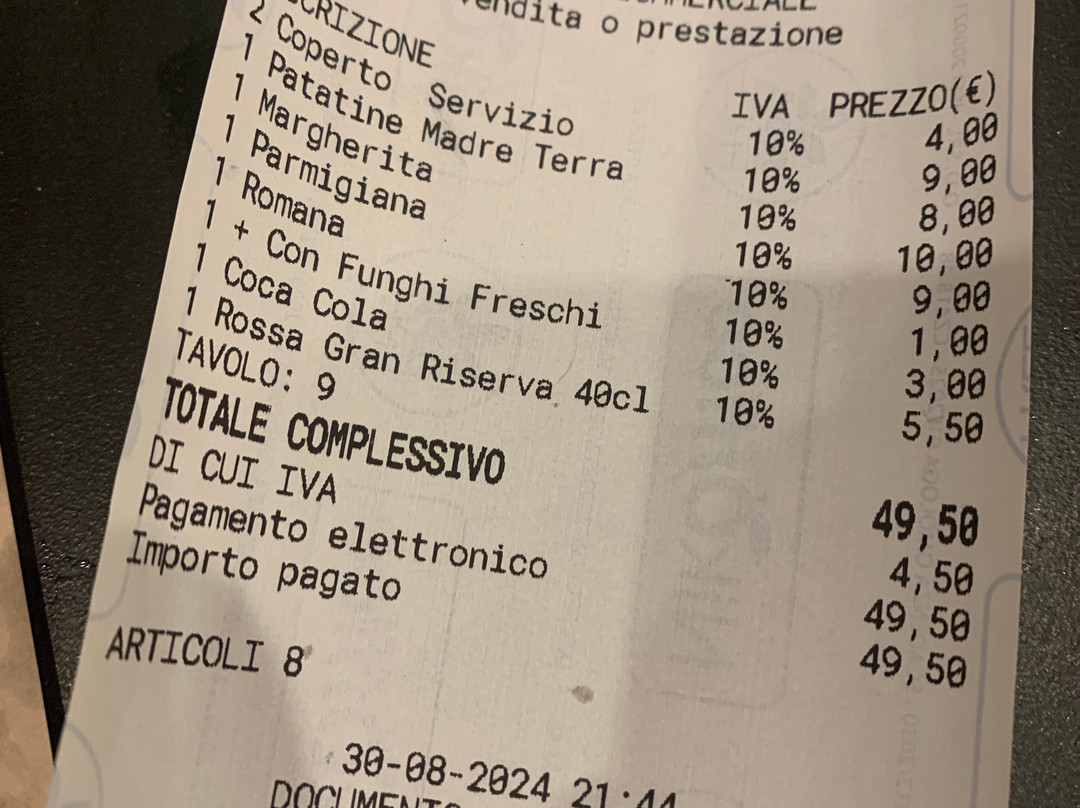 vendita o prestazione
IVA PREZZO(€)
2 Coperto Servizio 10% 4,00
1 Patatine Madre Terra 10% 9,00
1 Margherita 10% 8,00
1 Parmigiana 10% 10,00
1 Romana 10% 9,00
1 + Con Funghi Freschi 10% 1,00
1 Coca Cola 10% 3,00
1 Rossa Gran Riserva 40cl 10% 5,50
TAVOLO: 9
TOTALE COMPLESSIVO 49,50
DI CUI IVA 4,50
Pagamento elettronico 49,50
Importo pagato 49,50
ARTICOLI 8
30-08-2024 21:44
DOCUMENTO